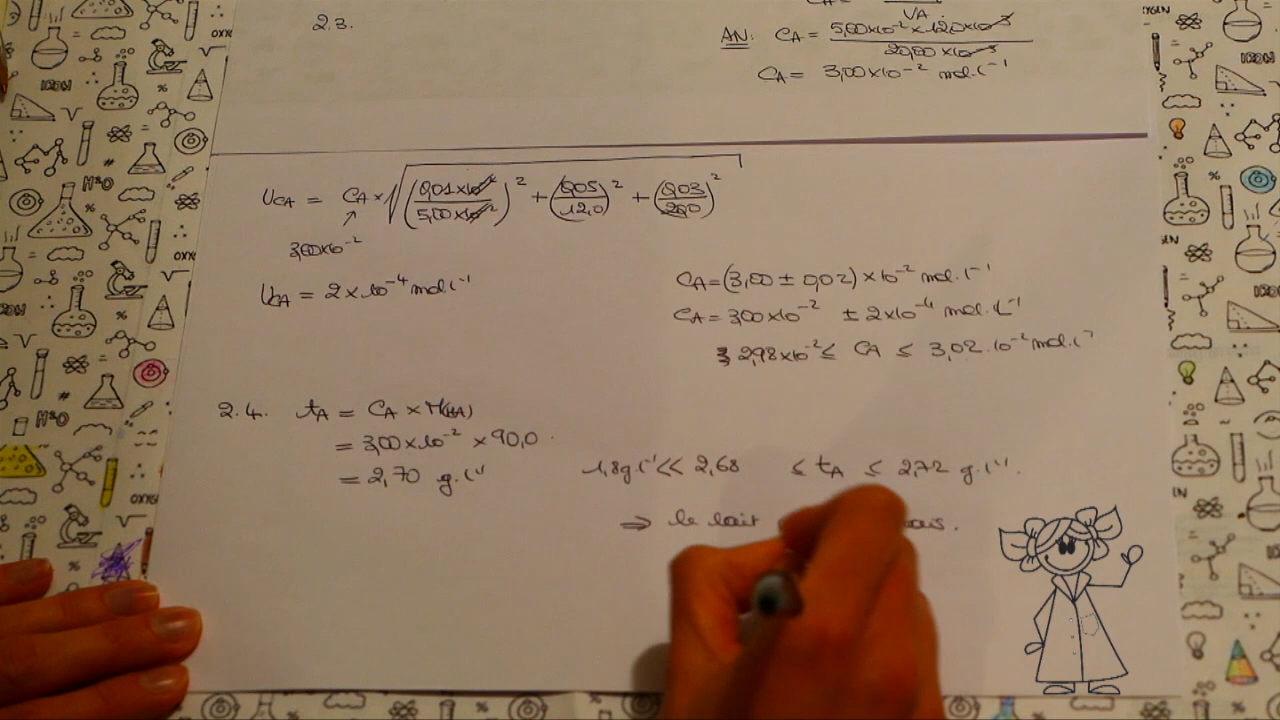 2.3.
VA
AN: CA = 5,00×10⁻² × 12,0×10⁻³ / 20,00×10⁻³
CA = 3,00×10⁻² mol.L⁻¹
UCA = CA × √((0,01×10⁻² / 5,00×10⁻²)² + (0,05 / 12,0)² + (0,03 / 20,0)²)
3,00×10⁻²
UCA = 2×10⁻⁴ mol.L⁻¹
CA = (3,00 ± 0,02) × 10⁻² mol.L⁻¹
CA = 3,00×10⁻² ± 2×10⁻⁴ mol.L⁻¹
2,98×10⁻² ≤ CA ≤ 3,02.10⁻² mol.L⁻¹
2.4. tA = CA × M(HA)
= 3,00×10⁻² × 90,0
= 2,70 g.L⁻¹
1,8g.L⁻¹ << 2,68 ≤ tA ≤ 2,72 g.L⁻¹.
⇒ le lait